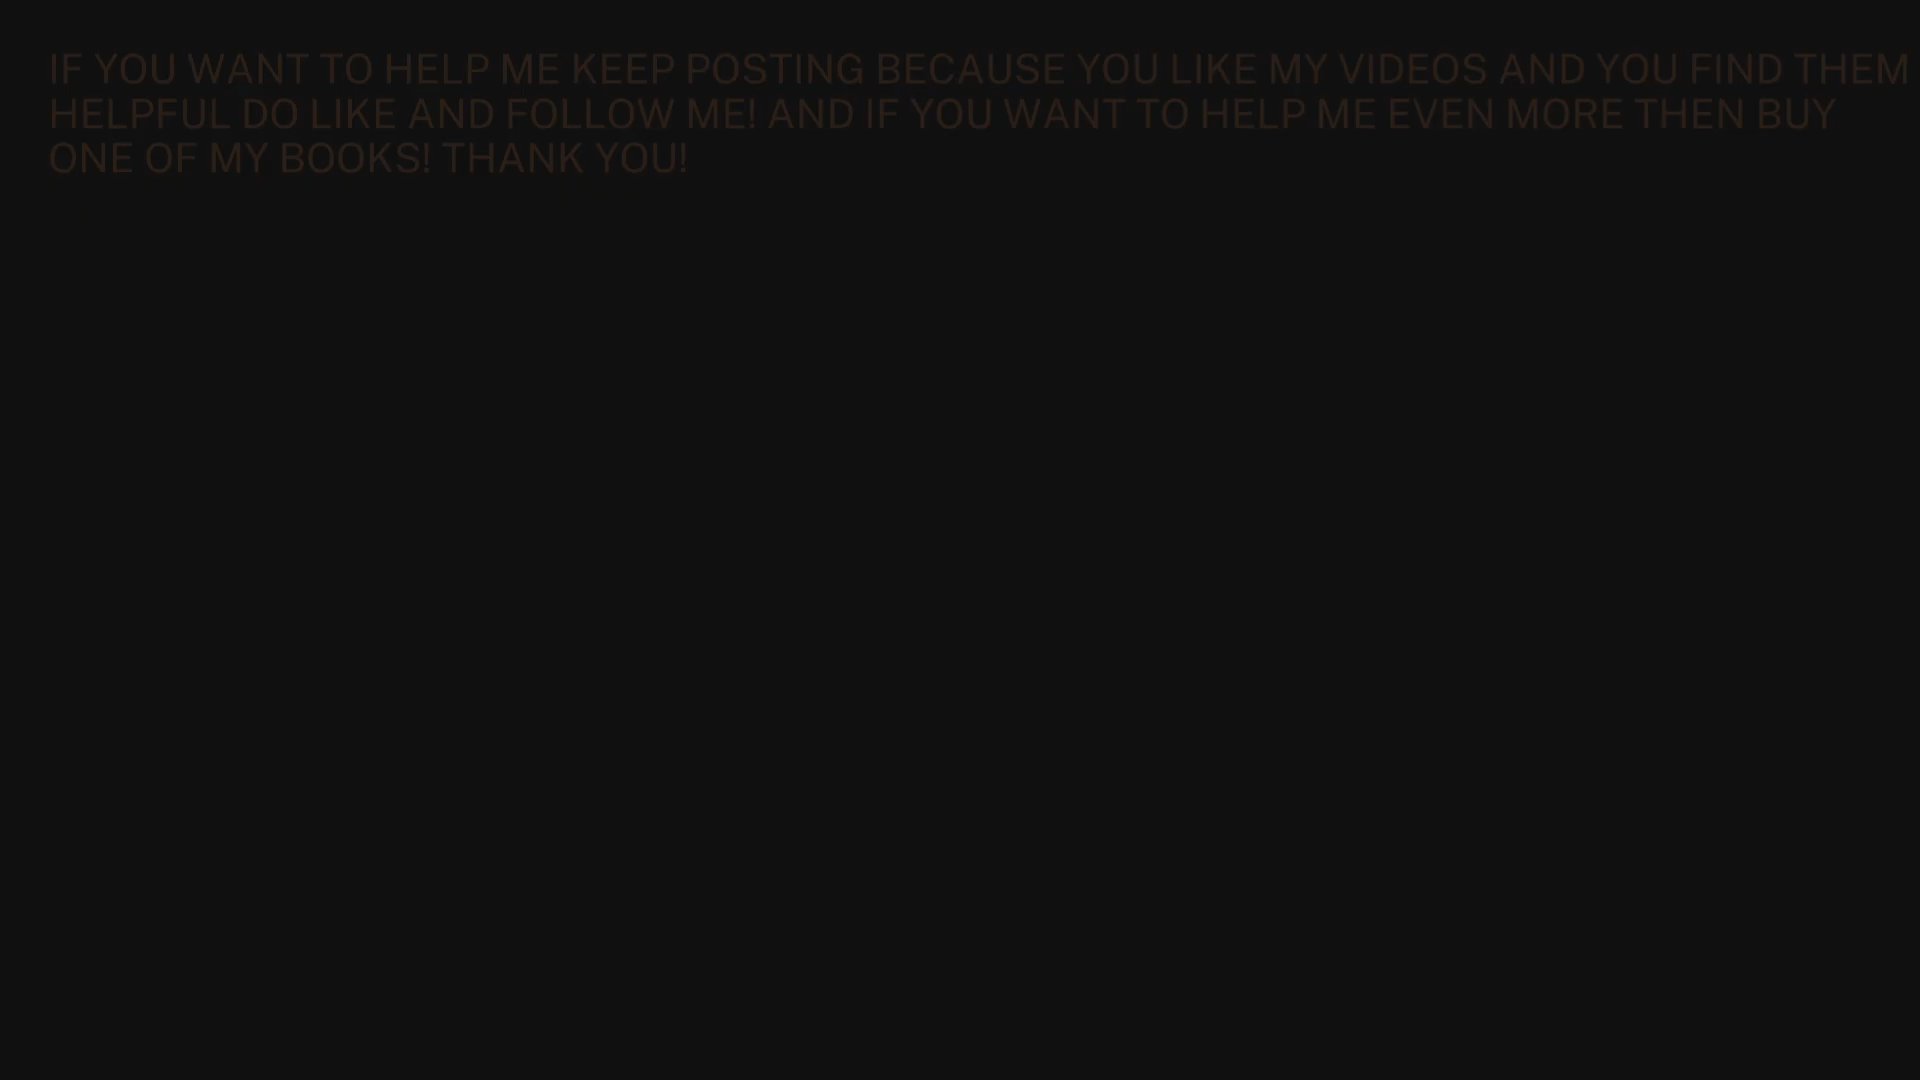 IF YOU WANT TO HELP ME KEEP POSTING BECAUSE YOU LIKE MY VIDEOS AND YOU FIND THEM
HELPFUL DO LIKE AND FOLLOW ME! AND IF YOU WANT TO HELP ME EVEN MORE THEN BUY
ONE OF MY BOOKS! THANK YOU!